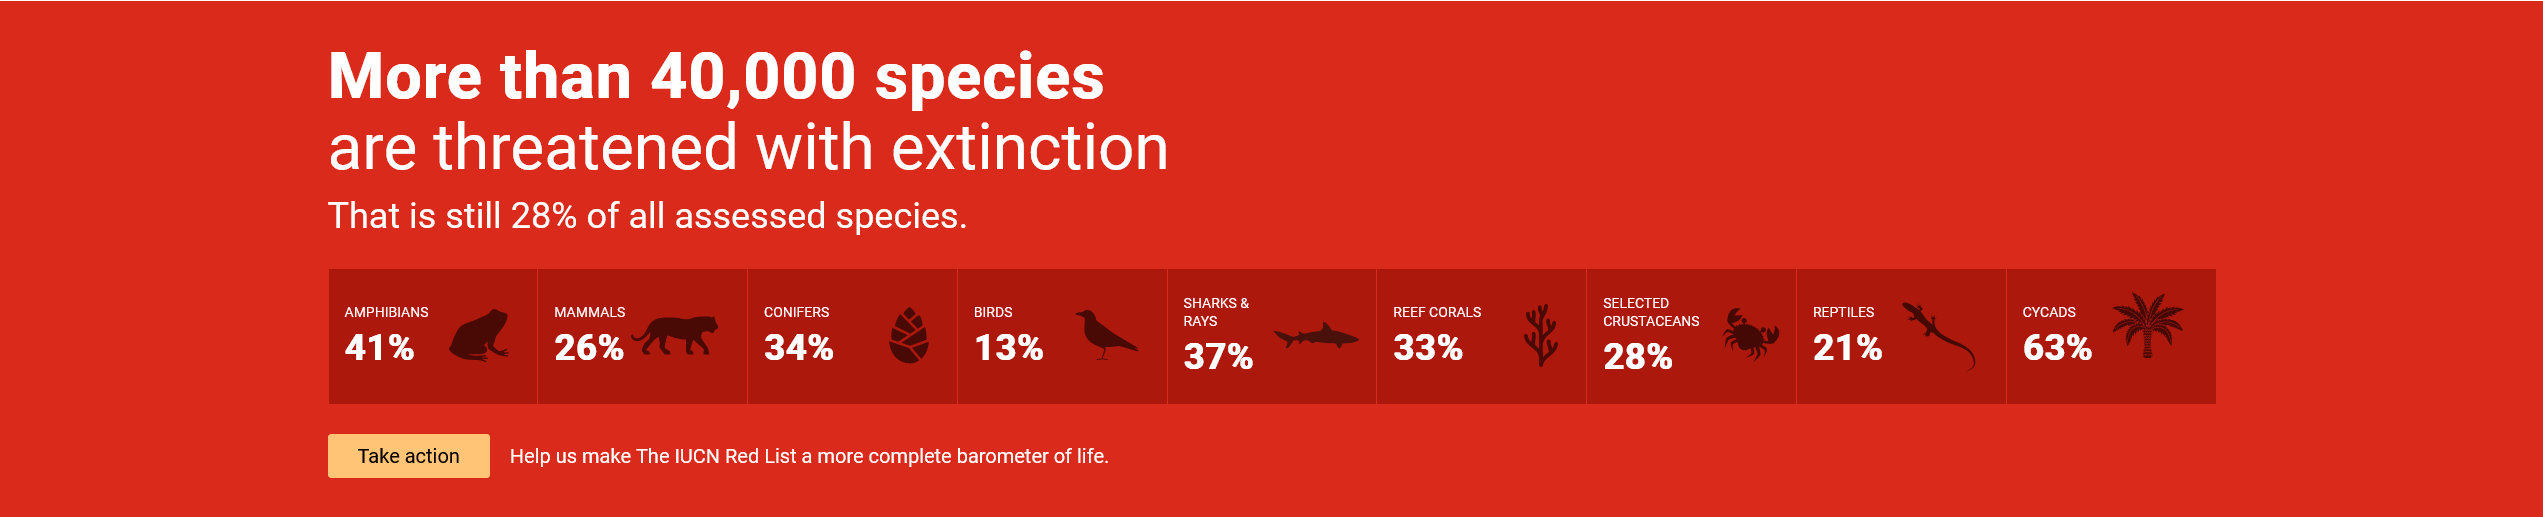 More than 40,000 species
are threatened with extinction
That is still 28% of all assessed species.
AMPHIBIANS
41%
MAMMALS
26%
CONIFERS
34%
BIRDS
13%
SHARKS &
RAYS
37%
REEF CORALS
33%
SELECTED
CRUSTACEANS
28%
REPTILES
21%
CYCADS
63%
Take action
Help us make The IUCN Red List a more complete barometer of life.